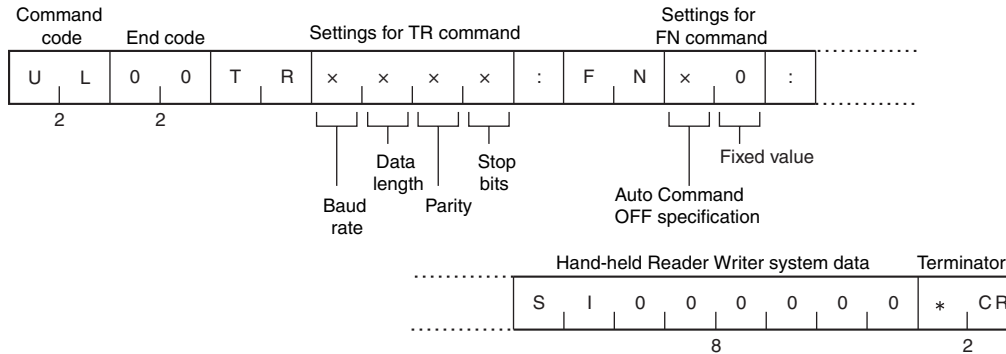 Command code
End code
Settings for TR command
Settings for FN command
U L 0 0 T R × × × × : F N × 0 :
2 2
Baud rate
Data length
Parity
Stop bits
Auto Command OFF specification
Fixed value
Hand-held Reader Writer system data
Terminator
S I 0 0 0 0 0 0 * CR
8 2